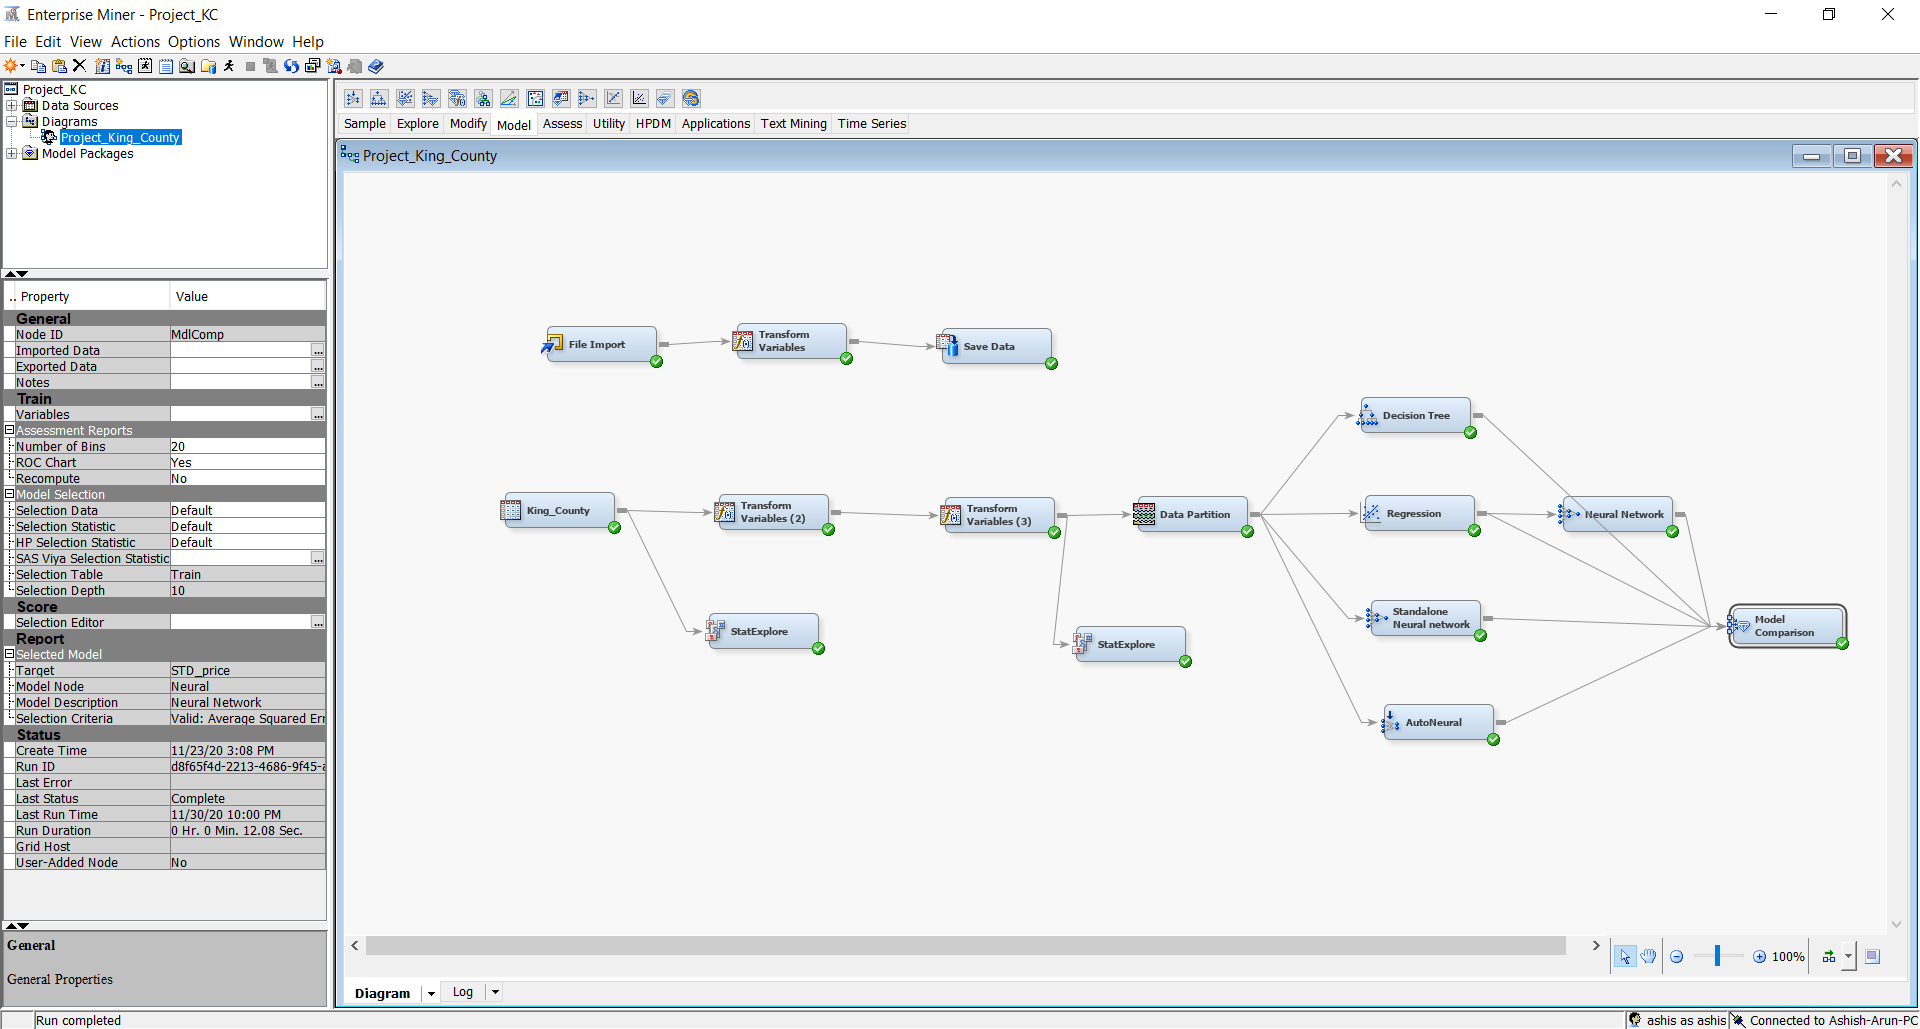 Enterprise Miner - Project_KC
File Edit View Actions Options Window Help
Project_KC
Data Sources
Diagrams
Project_King_County
Model Packages
.. Property Value
General
Node ID MdlComp
Imported Data ...
Exported Data ...
Notes ...
Train
Variables ...
Assessment Reports
Number of Bins 20
ROC Chart Yes
Recompute No
Model Selection
Selection Data Default
Selection Statistic Default
HP Selection Statistic Default
SAS Viya Selection Statistic ...
Selection Table Train
Selection Depth 10
Score
Selection Editor ...
Report
Selected Model
Target STD_price
Model Node Neural
Model Description Neural Network
Selection Criteria Valid: Average Squared Err
Status
Create Time 11/23/20 3:08 PM
Run ID d8f65f4d-2213-4686-9f45-a
Last Error
Last Status Complete
Last Run Time 11/30/20 10:00 PM
Run Duration 0 Hr. 0 Min. 12.08 Sec.
Grid Host
User-Added Node No
General
General Properties
Sample Explore Modify Model Assess Utility HPDM Applications Text Mining Time Series
Project_King_County
File Import
Transform
Variables
Save Data
Decision Tree
King_County
Transform
Variables (2)
Transform
Variables (3)
Data Partition
Regression
Neural Network
StatExplore
StatExplore
Standalone
Neural network
Model
Comparison
AutoNeural
100%
Diagram Log
Run completed
ashis as ashis
Connected to Ashish-Arun-PC